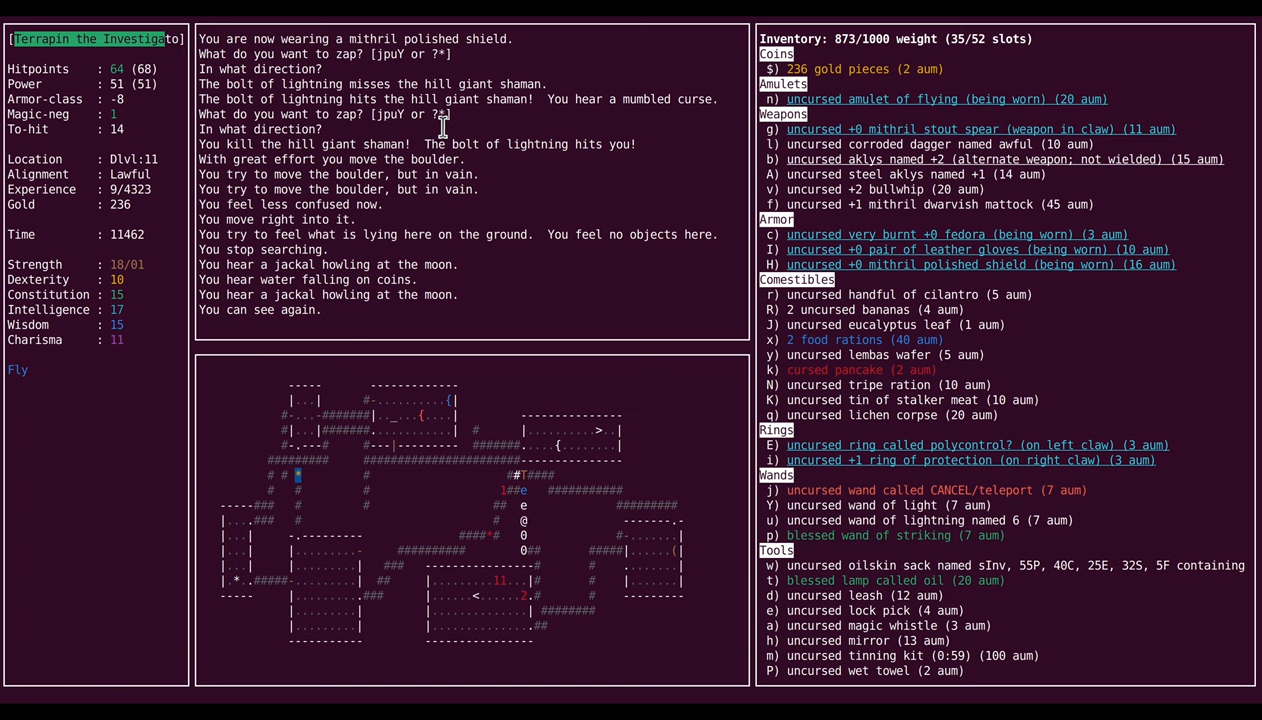 [Terrapin the Investigato]
Hitpoints    : 64 (68)
Power        : 51 (51)
Armor-class  : -8
Magic-neg    : 1
To-hit       : 14
Location     : Dlvl:11
Alignment    : Lawful
Experience   : 9/4323
Gold         : 236
Time         : 11462
Strength     : 18/01
Dexterity    : 10
Constitution : 15
Intelligence : 17
Wisdom       : 15
Charisma     : 11
Fly
You are now wearing a mithril polished shield.
What do you want to zap? [jpuY or ?*]
In what direction?
The bolt of lightning misses the hill giant shaman.
The bolt of lightning hits the hill giant shaman!  You hear a mumbled curse.
What do you want to zap? [jpuY or ?*]
In what direction?
You kill the hill giant shaman!  The bolt of lightning hits you!
With great effort you move the boulder.
You try to move the boulder, but in vain.
You try to move the boulder, but in vain.
You feel less confused now.
You move right into it.
You try to feel what is lying here on the ground.  You feel no objects here.
You stop searching.
You hear a jackal howling at the moon.
You hear water falling on coins.
You hear a jackal howling at the moon.
You can see again.
Inventory: 873/1000 weight (35/52 slots)
Coins
$) 236 gold pieces (2 aum)
Amulets
n) uncursed amulet of flying (being worn) (20 aum)
Weapons
g) uncursed +0 mithril stout spear (weapon in claw) (11 aum)
l) uncursed corroded dagger named awful (10 aum)
b) uncursed aklys named +2 (alternate weapon; not wielded) (15 aum)
A) uncursed steel aklys named +1 (14 aum)
v) uncursed +2 bullwhip (20 aum)
f) uncursed +1 mithril dwarvish mattock (45 aum)
Armor
c) uncursed very burnt +0 fedora (being worn) (3 aum)
I) uncursed +0 pair of leather gloves (being worn) (10 aum)
H) uncursed +0 mithril polished shield (being worn) (16 aum)
Comestibles
r) uncursed handful of cilantro (5 aum)
R) 2 uncursed bananas (4 aum)
J) uncursed eucalyptus leaf (1 aum)
x) 2 food rations (40 aum)
y) uncursed lembas wafer (5 aum)
k) cursed pancake (2 aum)
N) uncursed tripe ration (10 aum)
K) uncursed tin of stalker meat (10 aum)
q) uncursed lichen corpse (20 aum)
Rings
E) uncursed ring called polycontrol? (on left claw) (3 aum)
i) uncursed +1 ring of protection (on right claw) (3 aum)
Wands
j) uncursed wand called CANCEL/teleport (7 aum)
Y) uncursed wand of light (7 aum)
u) uncursed wand of lightning named 6 (7 aum)
p) blessed wand of striking (7 aum)
Tools
w) uncursed oilskin sack named sInv, 55P, 40C, 25E, 32S, 5F containing
t) blessed lamp called oil (20 aum)
d) uncursed leash (12 aum)
e) uncursed lock pick (4 aum)
a) uncursed magic whistle (3 aum)
h) uncursed mirror (13 aum)
m) uncursed tinning kit (0:59) (100 aum)
P) uncursed wet towel (2 aum)